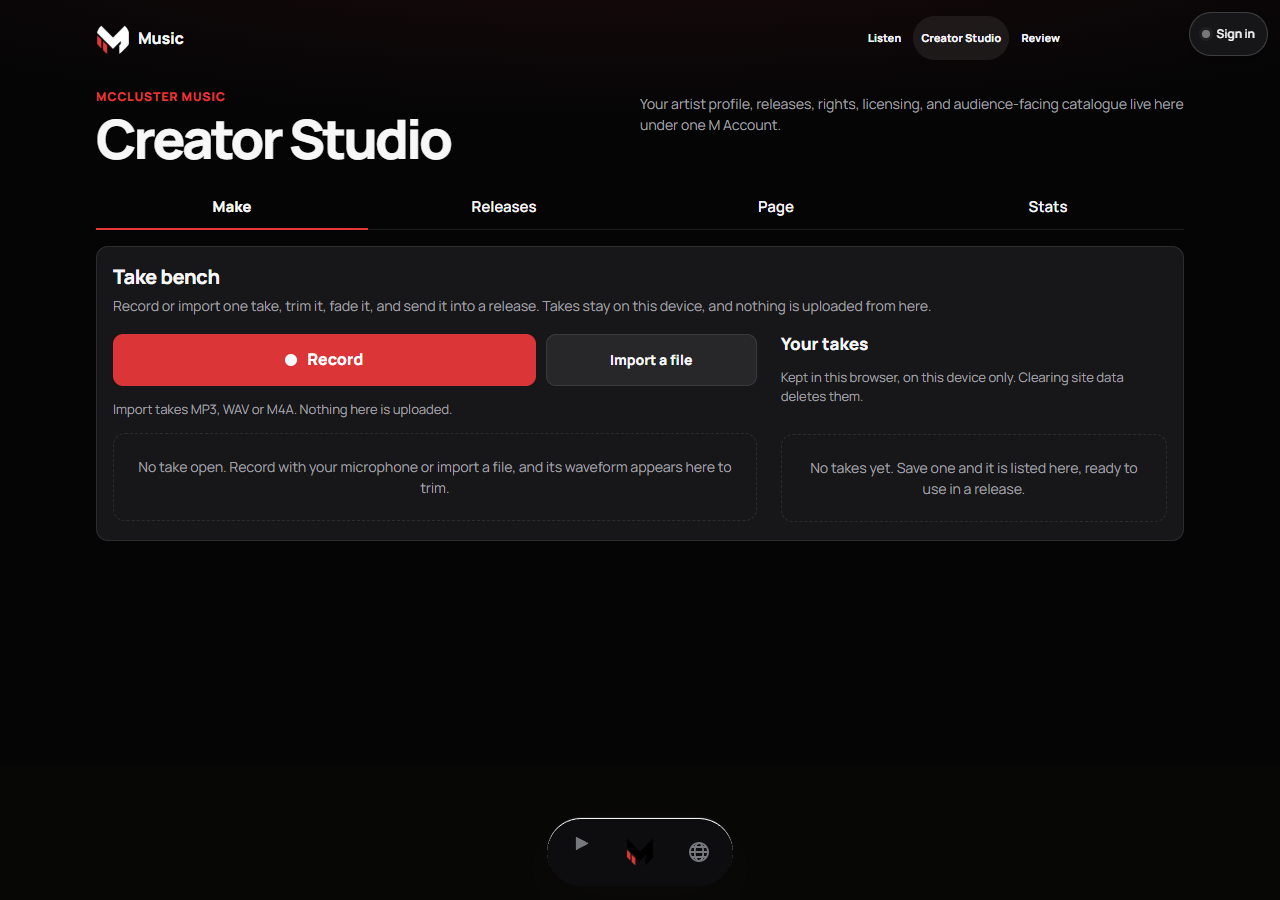 Music
Listen
Creator Studio
Review
Sign in
MCCLUSTER MUSIC
Creator Studio
Your artist profile, releases, rights, licensing, and audience-facing catalogue live here
under one M Account.
Make
Releases
Page
Stats
Take bench
Record or import one take, trim it, fade it, and send it into a release. Takes stay on this device, and nothing is uploaded from here.
Record
Import a file
Import takes MP3, WAV or M4A. Nothing here is uploaded.
No take open. Record with your microphone or import a file, and its waveform appears here to
trim.
Your takes
Kept in this browser, on this device only. Clearing site data
deletes them.
No takes yet. Save one and it is listed here, ready to
use in a release.